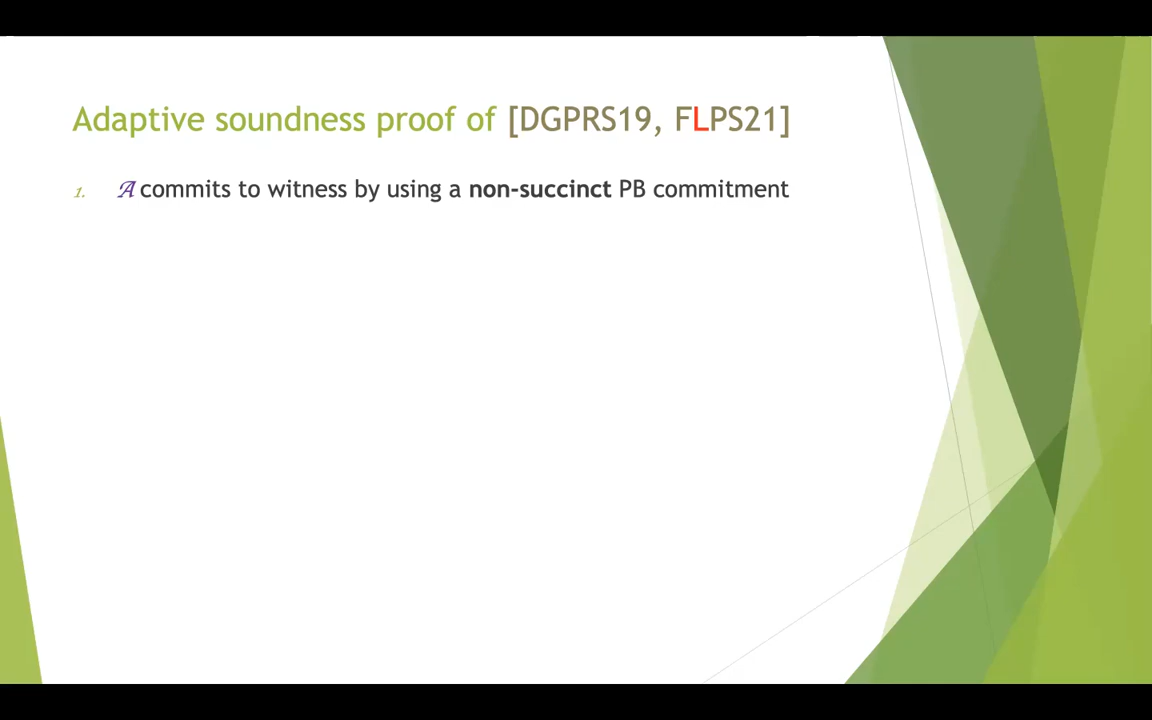 Adaptive soundness proof of [DGPRS19, FLPS21]
1. 𝒜 commits to witness by using a non-succinct PB commitment